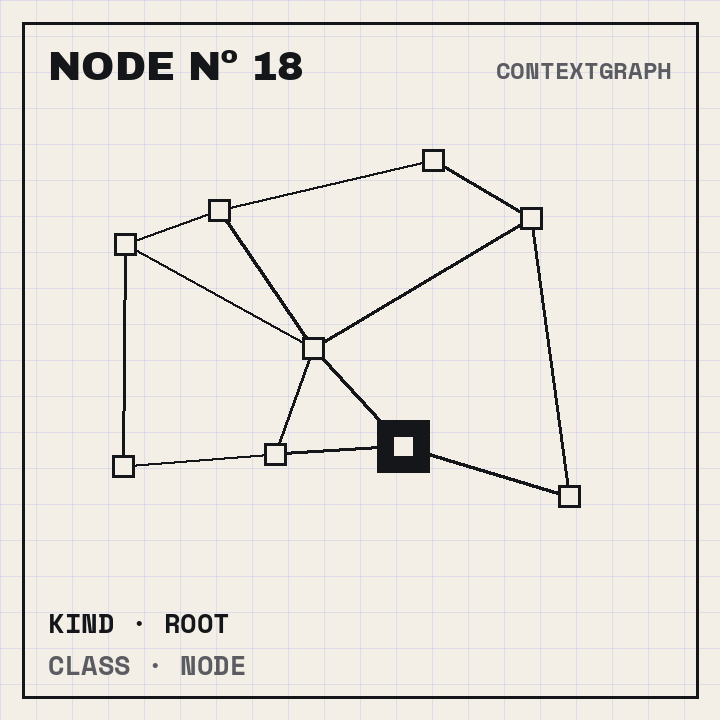 NODE Nº 18
CONTEXTGRAPH
KIND · ROOT
CLASS · NODE